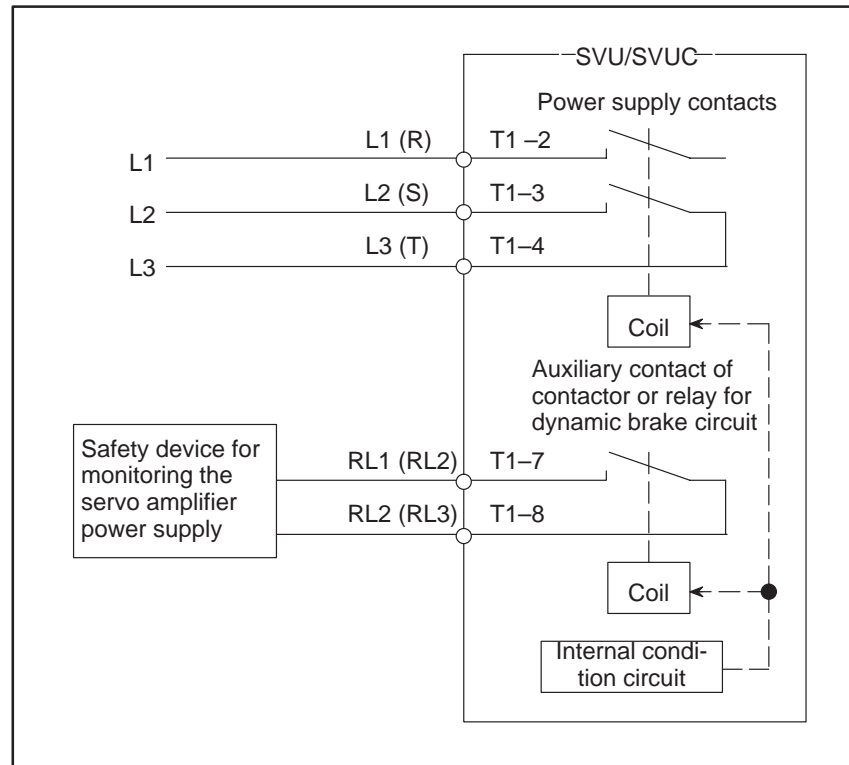 SVU/SVUC
Power supply contacts
L1 (R) T1 –2
L1
L2 (S) T1–3
L2
L3 (T) T1–4
L3
Coil
Auxiliary contact of
contactor or relay for
dynamic brake circuit
Safety device for
monitoring the
servo amplifier
power supply
RL1 (RL2) T1–7
RL2 (RL3) T1–8
Coil
Internal condi-
tion circuit